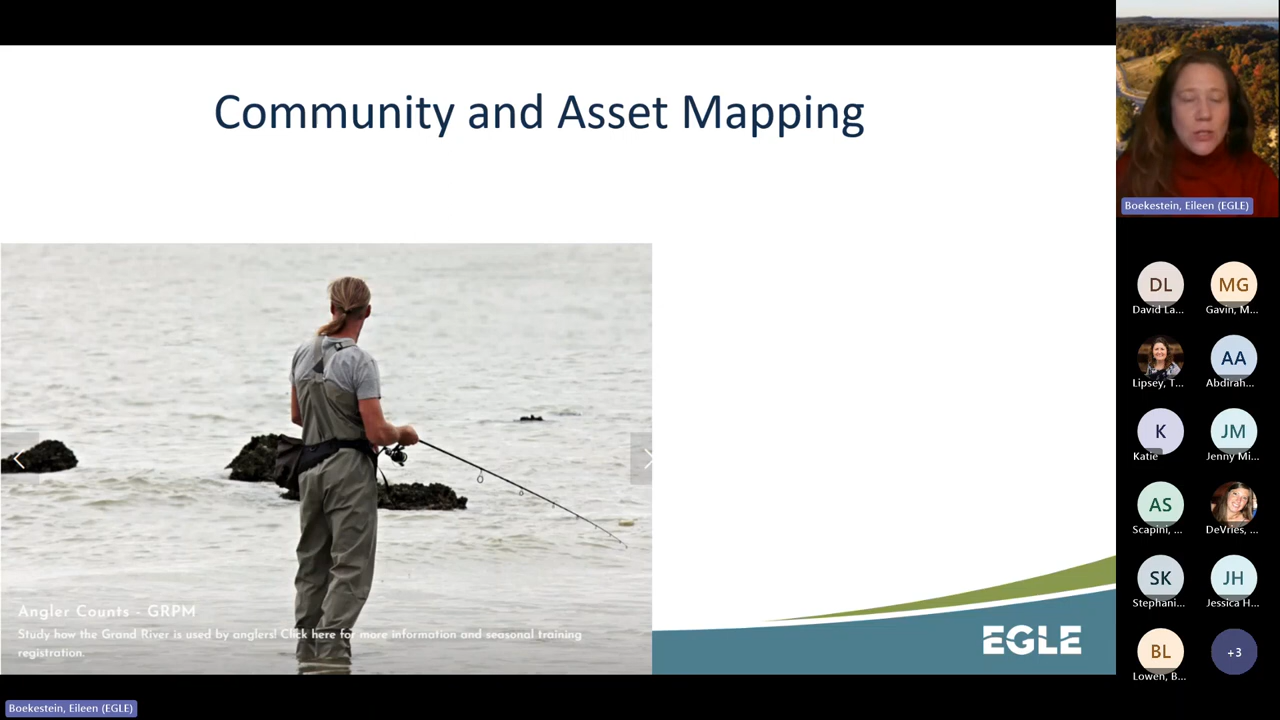 Community and Asset Mapping
Angler Counts - GRPM
Study how the Grand River is used by anglers! Click here for more information and seasonal training
registration.
EGLE
Boekestein, Eileen (EGLE)
Boekestein, Eileen (EGLE)
DL
David La...
MG
Gavin, M...
Lipsey, T...
AA
Abdirah...
K
Katie
JM
Jenny Mi...
AS
Scapini, ...
DeVries, ...
SK
Stephani...
JH
Jessica H...
BL
Lowen, B...
+3